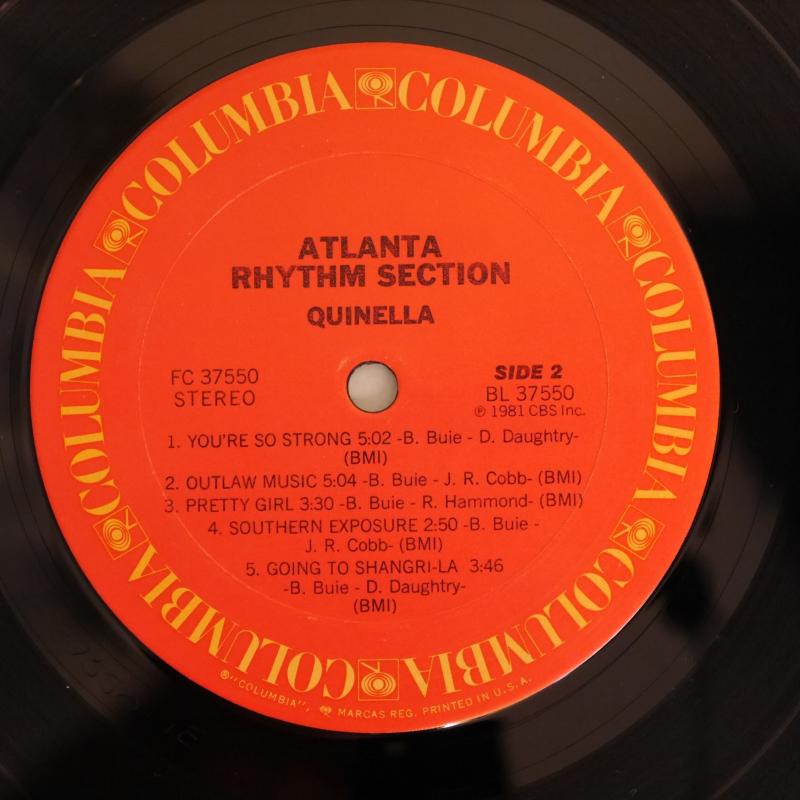 COLUMBIA COLUMBIA COLUMBIA COLUMBIA COLUMBIA COLUMBIA COLUMBIA COLUMBIA
ATLANTA
RHYTHM SECTION
QUINELLA
FC 37550
STEREO
SIDE 2
BL 37550
℗ 1981 CBS Inc.
1. YOU'RE SO STRONG 5:02 -B. Buie - D. Daughtry-
(BMI)
2. OUTLAW MUSIC 5:04 -B. Buie - J. R. Cobb- (BMI)
3. PRETTY GIRL 3:30 -B. Buie - R. Hammond- (BMI)
4. SOUTHERN EXPOSURE 2:50 -B. Buie -
J. R. Cobb- (BMI)
5. GOING TO SHANGRI-LA 3:46
-B. Buie - D. Daughtry-
(BMI)
®"COLUMBIA", MARCAS REG. PRINTED IN U.S.A.